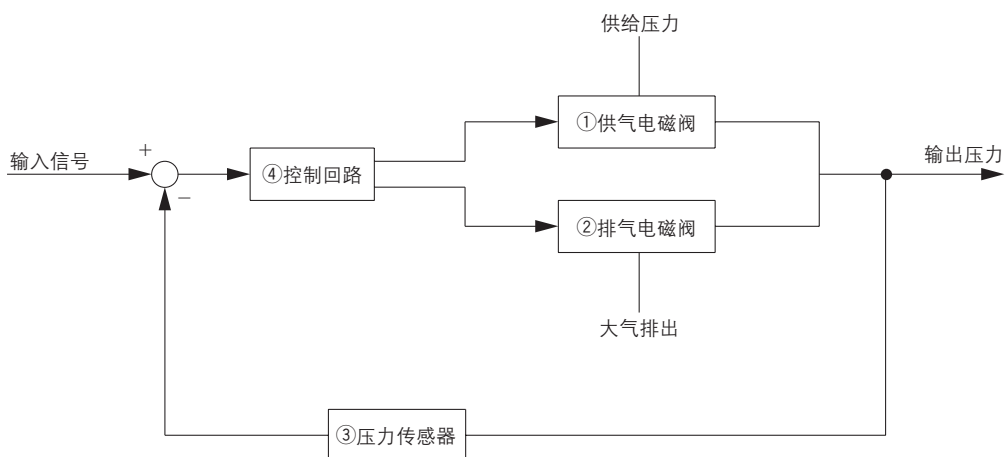 供给压力
①供气电磁阀
+
输入信号
④控制回路
−
输出压力
②排气电磁阀
大气排出
③压力传感器